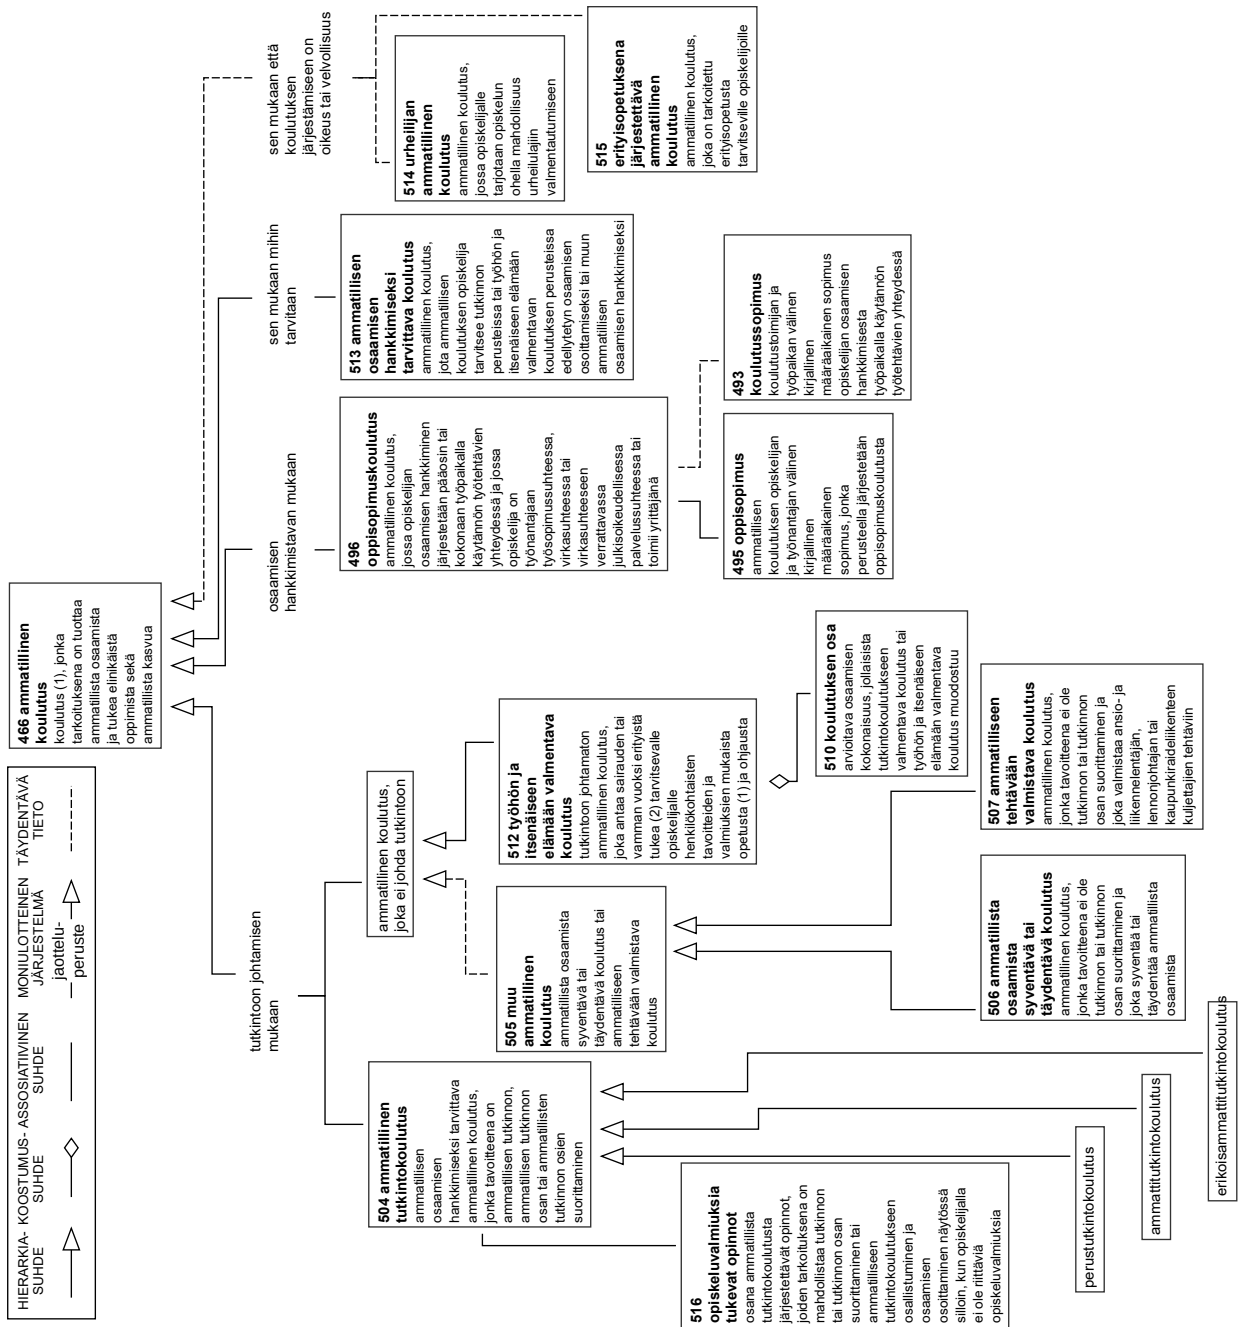 HIERARKIA-
SUHDE
KOOSTUMUS-
SUHDE
ASSOSIATIIVINEN
SUHDE
MONIULOTTEINEN
JÄRJESTELMÄ
jaottelu-
peruste
TÄYDENTÄVÄ
TIETO
466 ammatillinen
koulutus
koulutus (1), jonka
tarkoituksena on tuottaa
ammatillista osaamista
ja tukea elinikäistä
oppimista sekä
ammatillista kasvua
tutkintoon johtamisen
mukaan
osaamisen
hankkimistavan mukaan
sen mukaan mihin
tarvitaan
sen mukaan että
koulutuksen
järjestämiseen on
oikeus tai velvollisuus
504 ammatillinen
tutkintokoulutus
ammatillisen
osaamisen
hankkimiseksi tarvittava
ammatillinen koulutus,
jonka tavoitteena on
ammatillisen tutkinnon,
ammatillisen tutkinnon
osan tai ammatillisten
tutkinnon osien
suorittaminen
ammatillinen koulutus,
joka ei johda tutkintoon
505 muu
ammatillinen
koulutus
ammatillista osaamista
syventävä tai
täydentävä koulutus tai
ammatilliseen
tehtävään valmistava
koulutus
512 työhön ja
itsenäiseen
elämään valmentava
koulutus
tutkintoon johtamaton
ammatillinen koulutus,
joka antaa sairauden tai
vamman vuoksi erityistä
tukea (2) tarvitsevalle
opiskelijalle
henkilökohtaisten
tavoitteiden ja
valmiuksien mukaista
opetusta (1) ja ohjausta
496
oppisopimuskoulutus
ammatillinen koulutus,
jossa opiskelijan
osaamisen hankkiminen
järjestetään pääosin tai
kokonaan työpaikalla
käytännön työtehtävien
yhteydessä ja jossa
opiskelija on
työnantajaan
työsopimussuhteessa,
virkasuhteessa tai
virkasuhteeseen
verrattavassa
julkisoikeudellisessa
palvelussuhteessa tai
toimii yrittäjänä
513 ammatillisen
osaamisen
hankkimiseksi
tarvittava koulutus
ammatillinen koulutus,
jota ammatillisen
koulutuksen opiskelija
tarvitsee tutkinnon
perusteissa tai työhön ja
itsenäiseen elämään
valmentavan
koulutuksen perusteissa
edellytetyn osaamisen
osoittamiseksi tai muun
ammatillisen
osaamisen hankkimiseksi
514 urheilijan
ammatillinen
koulutus
ammatillinen koulutus,
jossa opiskelijalle
tarjotaan opiskelun
ohella mahdollisuus
urheilulajiin
valmentautumiseen
515
erityisopetuksena
järjestettävä
ammatillinen
koulutus
ammatillinen koulutus,
joka on tarkoitettu
erityisopetusta
tarvitseville opiskelijoille
516
opiskeluvalmiuksia
tukevat opinnot
osana ammatillista
tutkintokoulutusta
järjestettävät opinnot,
joiden tarkoituksena on
mahdollistaa tutkinnon
tai tutkinnon osan
suorittaminen tai
ammatilliseen
tutkintokoulutukseen
osallistuminen ja
osaamisen
osoittaminen näytössä
silloin, kun opiskelijalla
ei ole riittäviä
opiskeluvalmiuksia
perustutkintokoulutus
ammattitutkintokoulutus
erikoisammattitutkintokoulutus
506 ammatillista
osaamista
syventävä tai
täydentävä koulutus
ammatillinen koulutus,
jonka tavoitteena ei ole
tutkinnon tai tutkinnon
osan suorittaminen ja
joka syventää tai
täydentää ammatillista
osaamista
507 ammatilliseen
tehtävään
valmistava koulutus
ammatillinen koulutus,
jonka tavoitteena ei ole
tutkinnon tai tutkinnon
osan suorittaminen ja
joka valmistaa ansio- ja
liikennelentäjän,
lennonjohtajan tai
kaupunkiraideliikenteen
kuljettajien tehtäviin
510 koulutuksen osa
arvioitava osaamisen
kokonaisuus, jollaisista
tutkintokoulutukseen
valmentava koulutus tai
työhön ja itsenäiseen
elämään valmentava
koulutus muodostuu
495 oppisopimus
ammatillisen
koulutuksen opiskelijan
ja työnantajan välinen
kirjallinen
määräaikainen
sopimus, jonka
perusteella järjestetään
oppisopimuskoulutusta
493
koulutussopimus
koulutustoimijan ja
työpaikan välinen
kirjallinen
määräaikainen sopimus
opiskelijan osaamisen
hankkimisesta
työpaikalla käytännön
työtehtävien yhteydessä